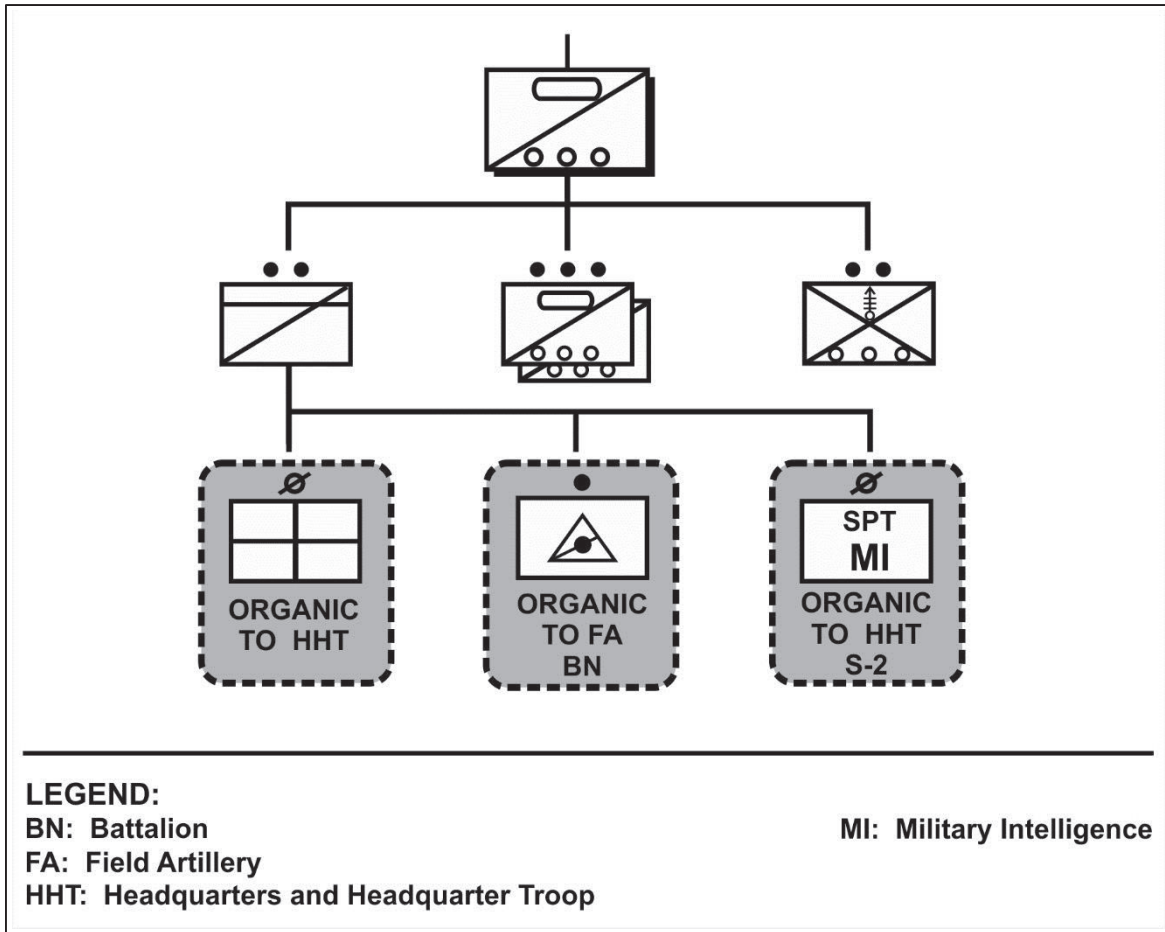 ORGANIC
TO HHT
ORGANIC
TO FA
BN
SPT
MI
ORGANIC
TO HHT
S-2
LEGEND:
BN: Battalion
FA: Field Artillery
HHT: Headquarters and Headquarter Troop
MI: Military Intelligence